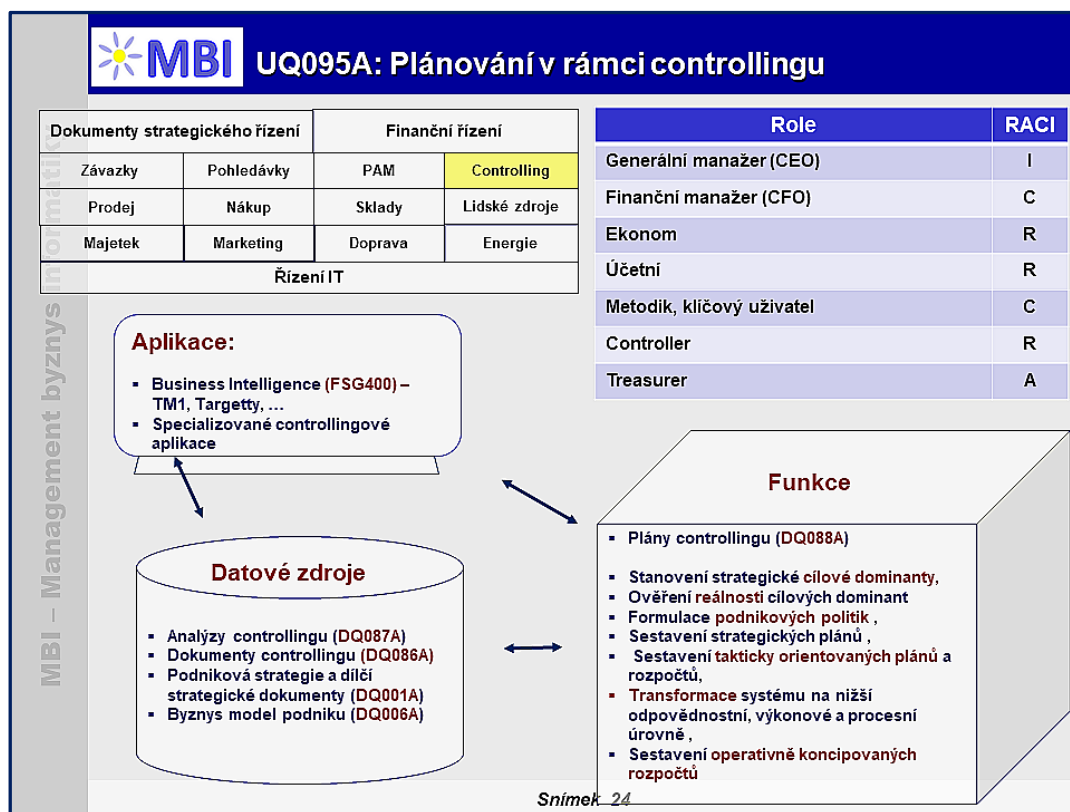 MBI
UQ095A: Plánování v rámci controllingu
MBI – Management byznys informatiky
Dokumenty strategického řízení
Finanční řízení
Závazky
Pohledávky
PAM
Controlling
Prodej
Nákup
Sklady
Lidské zdroje
Majetek
Marketing
Doprava
Energie
Řízení IT
Role
RACI
Generální manažer (CEO)
I
Finanční manažer (CFO)
C
Ekonom
R
Účetní
R
Metodik, klíčový uživatel
C
Controller
R
Treasurer
A
Aplikace:
▪ Business Intelligence (FSG400) –
TM1, Targetty, …
▪ Specializované controllingové
aplikace
Datové zdroje
▪ Analýzy controllingu (DQ087A)
▪ Dokumenty controllingu (DQ086A)
▪ Podniková strategie a dílčí
strategické dokumenty (DQ001A)
▪ Byznys model podniku (DQ006A)
Funkce
▪ Plány controllingu (DQ088A)
▪ Stanovení strategické cílové dominanty,
▪ Ověření reálnosti cílových dominant
▪ Formulace podnikových politik ,
▪ Sestavení strategických plánů ,
▪ Sestavení takticky orientovaných plánů a
rozpočtů,
▪ Transformace systému na nižší
odpovědnostní, výkonové a procesní
úrovně ,
▪ Sestavení operativně koncipovaných
rozpočtů
Snímek 24